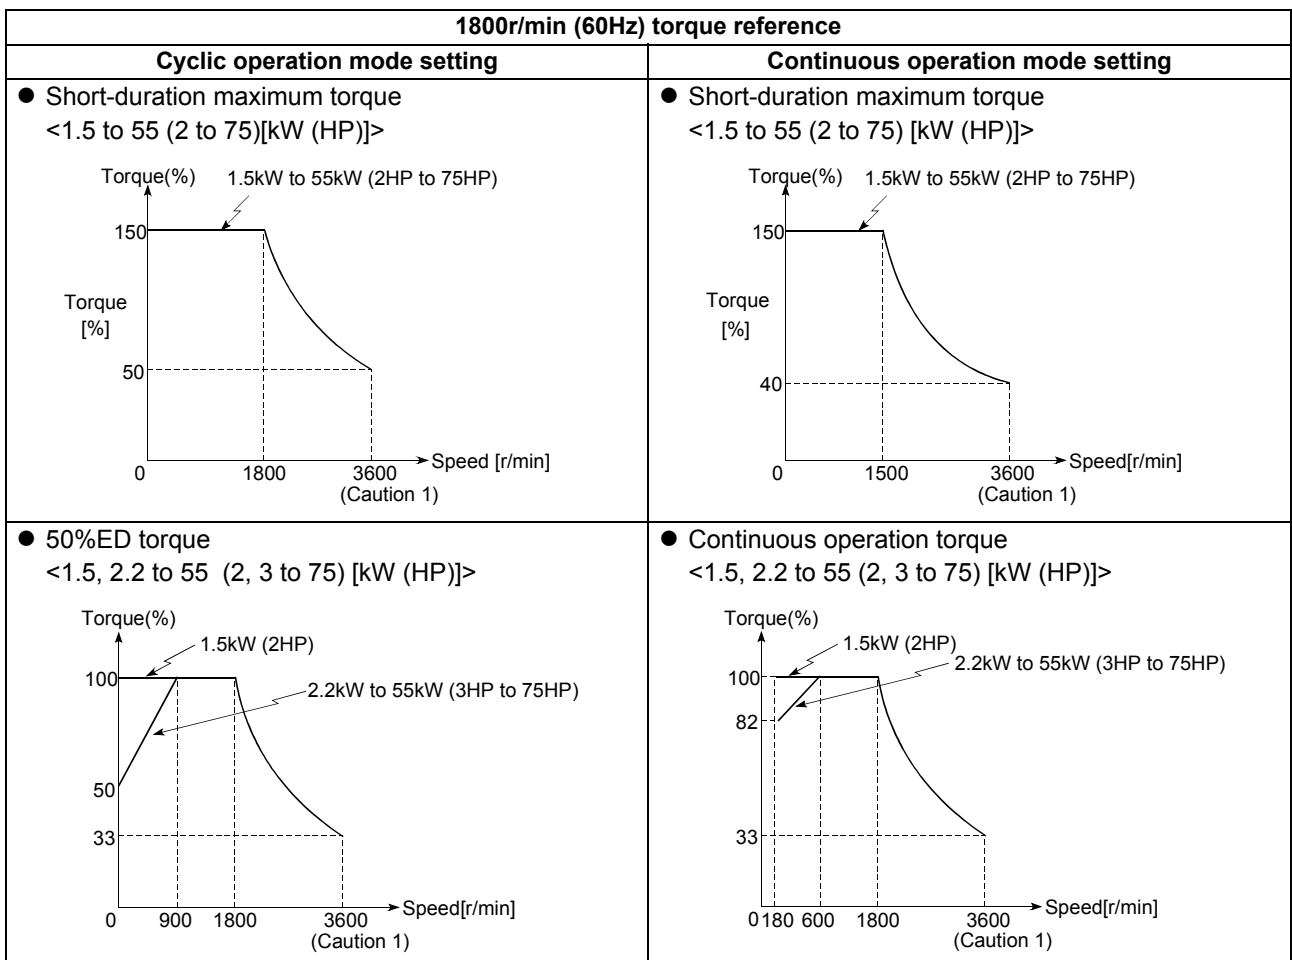 1800r/min (60Hz) torque reference
Cyclic operation mode setting
Continuous operation mode setting
● Short-duration maximum torque
<1.5 to 55 (2 to 75)[kW (HP)]>
Torque(%)
1.5kW to 55kW (2HP to 75HP)
150
Torque
[%]
50
0
1800
3600
Speed [r/min]
(Caution 1)
● Short-duration maximum torque
<1.5 to 55 (2 to 75) [kW (HP)]>
Torque(%)
1.5kW to 55kW (2HP to 75HP)
150
Torque
[%]
40
0
1500
3600
Speed[r/min]
(Caution 1)
● 50%ED torque
<1.5, 2.2 to 55 (2, 3 to 75) [kW (HP)]>
Torque(%)
1.5kW (2HP)
100
2.2kW to 55kW (3HP to 75HP)
50
33
0
900
1800
3600
Speed[r/min]
(Caution 1)
● Continuous operation torque
<1.5, 2.2 to 55 (2, 3 to 75) [kW (HP)]>
Torque(%)
1.5kW (2HP)
2.2kW to 55kW (3HP to 75HP)
100
82
33
0
180
600
1800
3600
Speed[r/min]
(Caution 1)